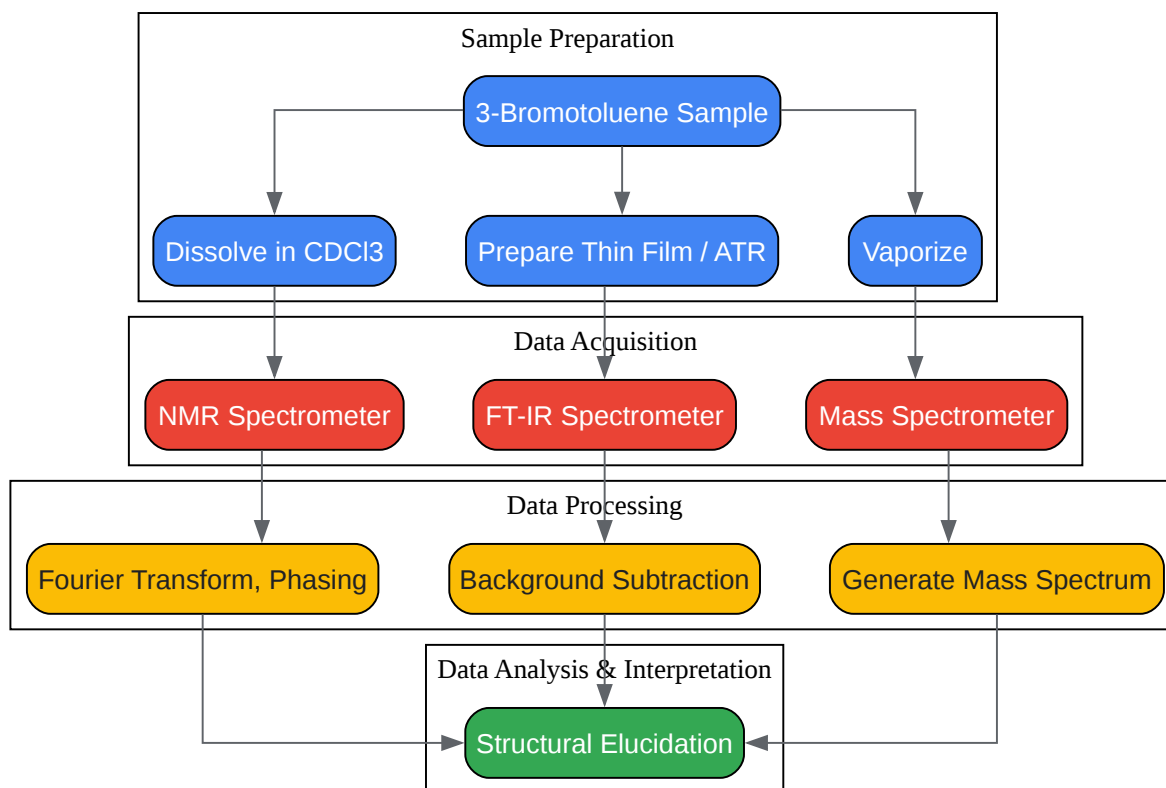 Sample Preparation
3-Bromotoluene Sample
Dissolve in CDCl3
Prepare Thin Film / ATR
Vaporize
Data Acquisition
NMR Spectrometer
FT-IR Spectrometer
Mass Spectrometer
Data Processing
Fourier Transform, Phasing
Background Subtraction
Generate Mass Spectrum
Data Analysis & Interpretation
Structural Elucidation